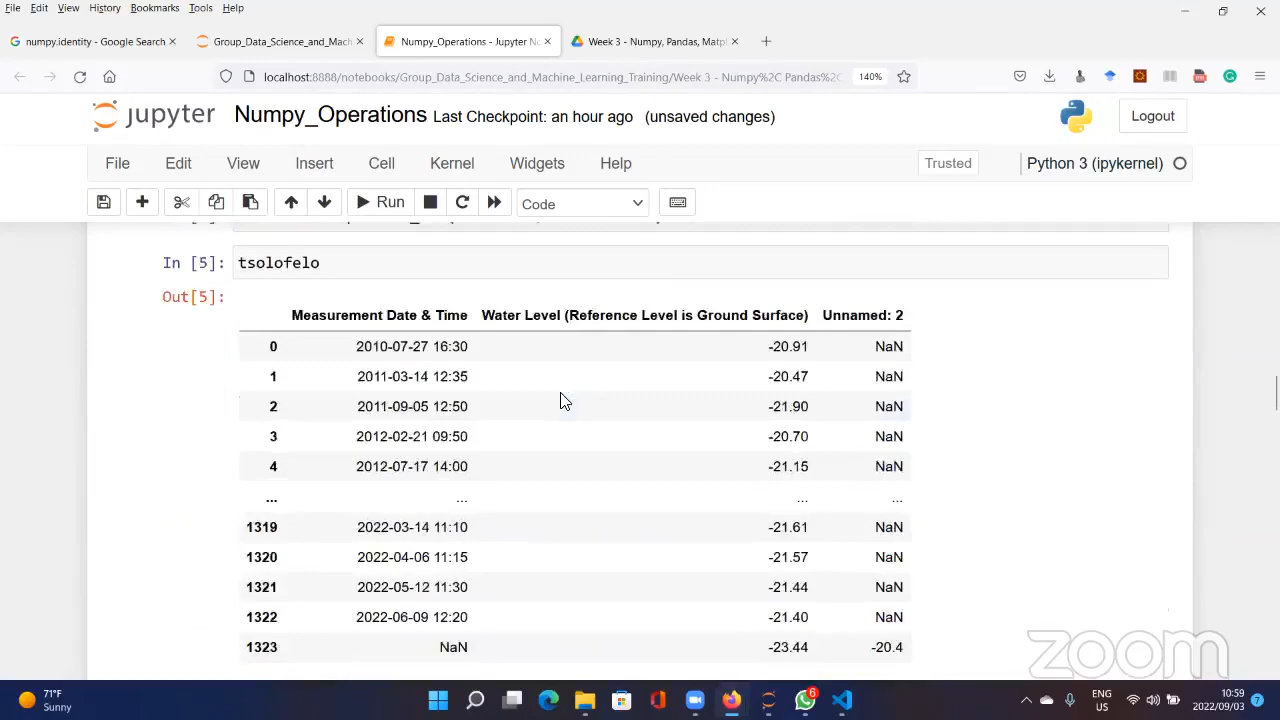 File Edit View History Bookmarks Tools Help
numpy.identity - Google Search
Group_Data_Science_and_Mach
Numpy_Operations - Jupyter No
Week 3 - Numpy, Pandas, Matpl
localhost:8888/notebooks/Group_Data_Science_and_Machine_Learning_Training/Week 3 - Numpy%2C Pandas%2C
140%
jupyter Numpy_Operations Last Checkpoint: an hour ago (unsaved changes)
Logout
File Edit View Insert Cell Kernel Widgets Help
Trusted
Python 3 (ipykernel)
Run
Code
In [5]: tsolofelo
Out[5]:
Measurement Date & Time Water Level (Reference Level is Ground Surface) Unnamed: 2
0 2010-07-27 16:30 -20.91 NaN
1 2011-03-14 12:35 -20.47 NaN
2 2011-09-05 12:50 -21.90 NaN
3 2012-02-21 09:50 -20.70 NaN
4 2012-07-17 14:00 -21.15 NaN
... ... ... ...
1319 2022-03-14 11:10 -21.61 NaN
1320 2022-04-06 11:15 -21.57 NaN
1321 2022-05-12 11:30 -21.44 NaN
1322 2022-06-09 12:20 -21.40 NaN
1323 NaN -23.44 -20.4
zoom
71°F
Sunny
6
ENG
US
10:59
2022/09/03
7